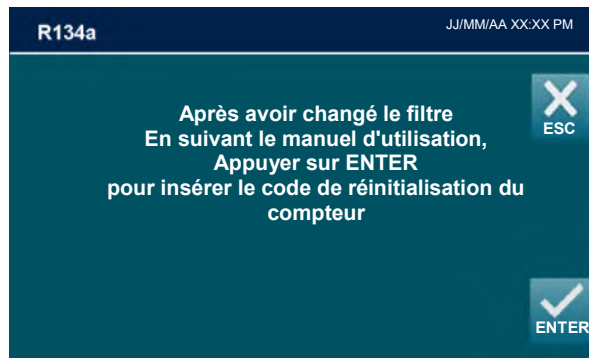 R134a
JJ/MM/AA XX:XX PM
Après avoir changé le filtre
En suivant le manuel d'utilisation,
Appuyer sur ENTER
pour insérer le code de réinitialisation du
compteur
ESC
ENTER